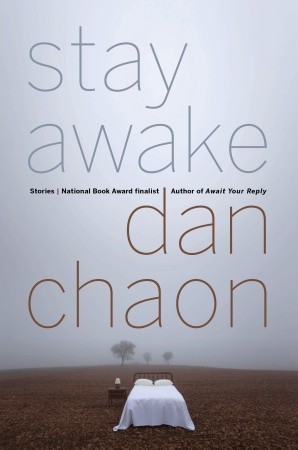 stay
awake
Stories | National Book Award finalist | Author of Await Your Reply
dan
chaon